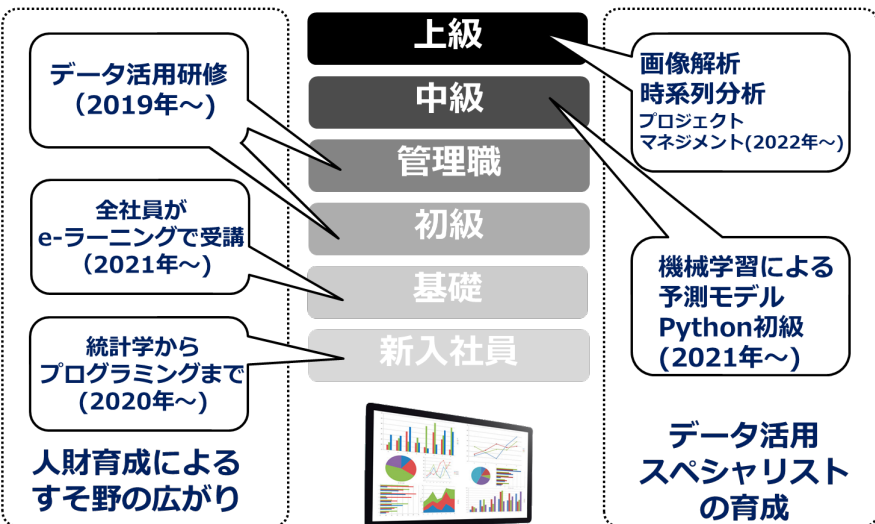 データ活用研修
（2019年～)
全社員が
e-ラーニングで受講
（2021年～)
統計学から
プログラミングまで
(2020年～)
人財育成による
すそ野の広がり
上級
中級
管理職
初級
基礎
新入社員
画像解析
時系列分析
プロジェクト
マネジメント(2022年～)
機械学習による
予測モデル
Python初級
(2021年～)
データ活用
スペシャリスト
の育成